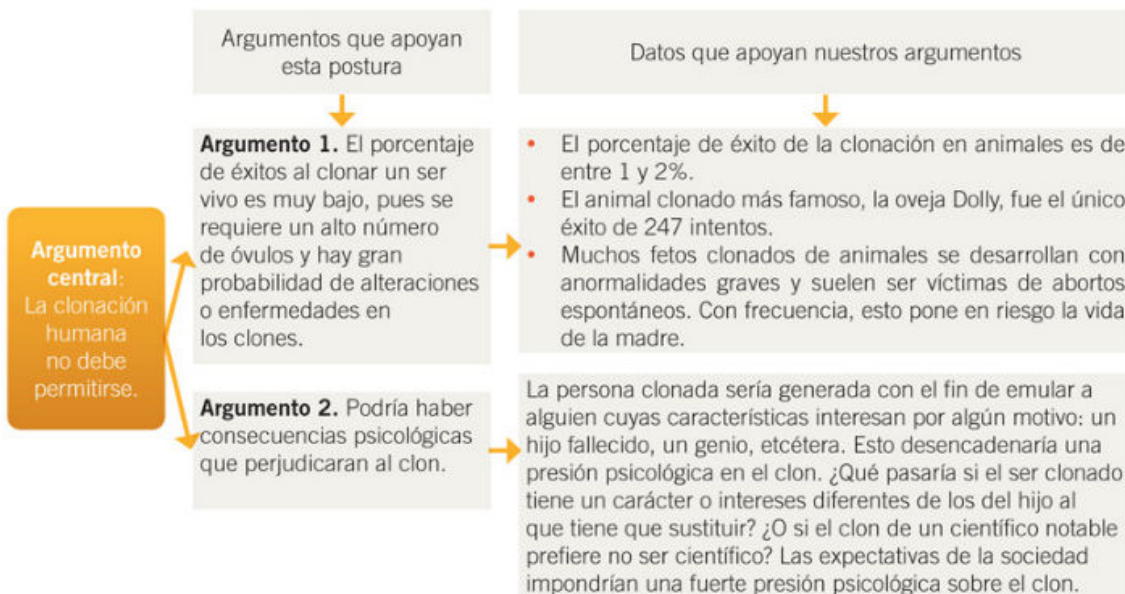 Argumentos que apoyan
esta postura
Datos que apoyan nuestros argumentos
Argumento central:
La clonación
humana
no debe
permitirse.
Argumento 1. El porcentaje
de éxitos al clonar un ser
vivo es muy bajo, pues se
requiere un alto número
de óvulos y hay gran
probabilidad de alteraciones
o enfermedades en
los clones.
• El porcentaje de éxito de la clonación en animales es de
entre 1 y 2%.
• El animal clonado más famoso, la oveja Dolly, fue el único
éxito de 247 intentos.
• Muchos fetos clonados de animales se desarrollan con
anormalidades graves y suelen ser víctimas de abortos
espontáneos. Con frecuencia, esto pone en riesgo la vida
de la madre.
Argumento 2. Podría haber
consecuencias psicológicas
que perjudicaran al clon.
La persona clonada sería generada con el fin de emular a
alguien cuyas características interesan por algún motivo: un
hijo fallecido, un genio, etcétera. Esto desencadenaría una
presión psicológica en el clon. ¿Qué pasaría si el ser clonado
tiene un carácter o intereses diferentes de los del hijo al
que tiene que sustituir? ¿O si el clon de un científico notable
prefiere no ser científico? Las expectativas de la sociedad
impondrían una fuerte presión psicológica sobre el clon.